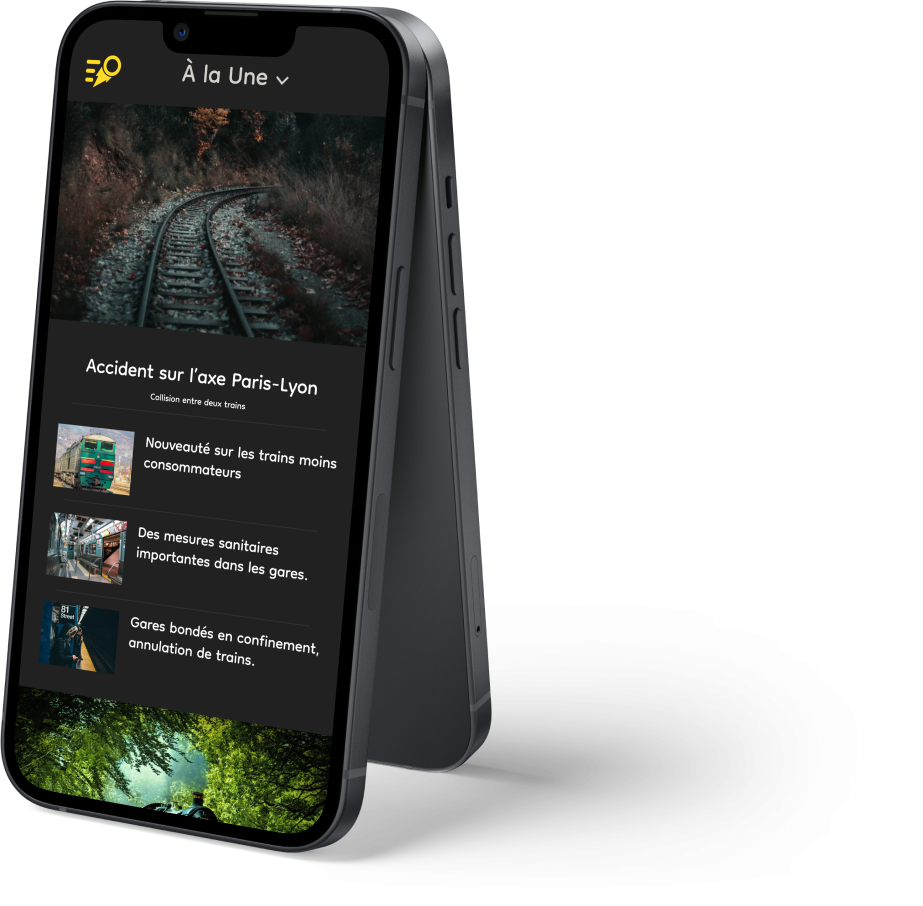 À la Une
Accident sur l'axe Paris-Lyon
Collision entre deux trains
Nouveauté sur les trains moins
consommateurs
Des mesures sanitaires
importantes dans les gares.
81
Street
Gares bondés en confinement,
annulation de trains.